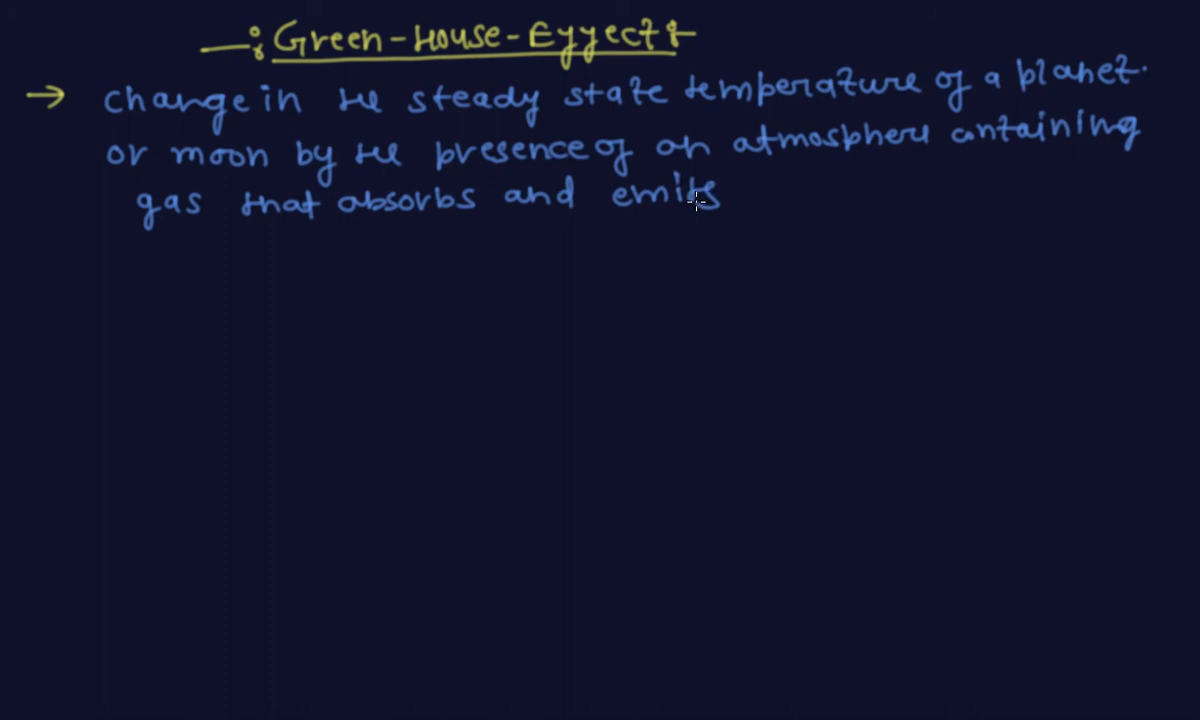 —: Green-House-Effect :-
→ change in the steady state temperature of a planet.
or moon by the presence of an atmosphere containing
gas that absorbs and emits